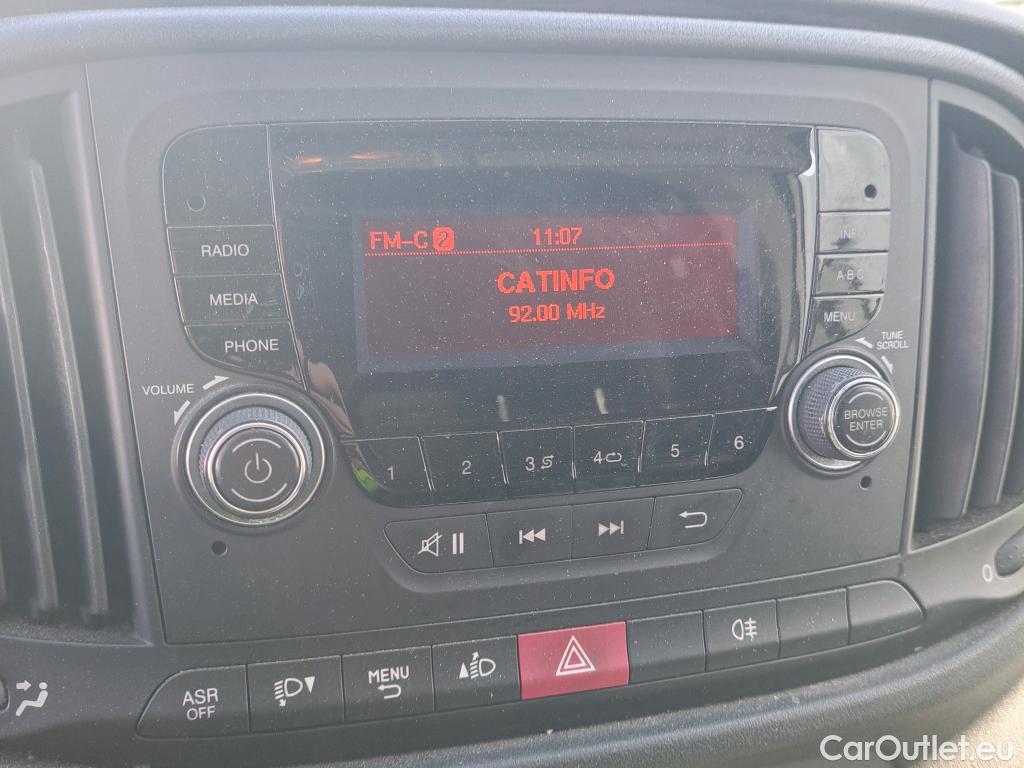 FM-C 2 11:07
CATINFO
92.00 MHz
RADIO
MEDIA
PHONE
INFO
A-B-C
MENU
TUNE
SCROLL
VOLUME
BROWSE
ENTER
1 2 3 4 5 6
ASR
OFF
MENU
0
CarOutlet.eu